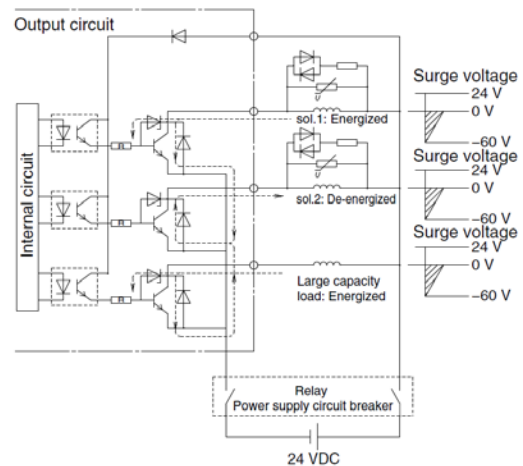 Output circuit
Internal circuit
sol.1: Energized
sol.2: De-energized
Large capacity
load: Energized
Surge voltage
24 V
0 V
−60 V
Surge voltage
24 V
0 V
−60 V
Surge voltage
24 V
0 V
−60 V
Relay
Power supply circuit breaker
24 VDC